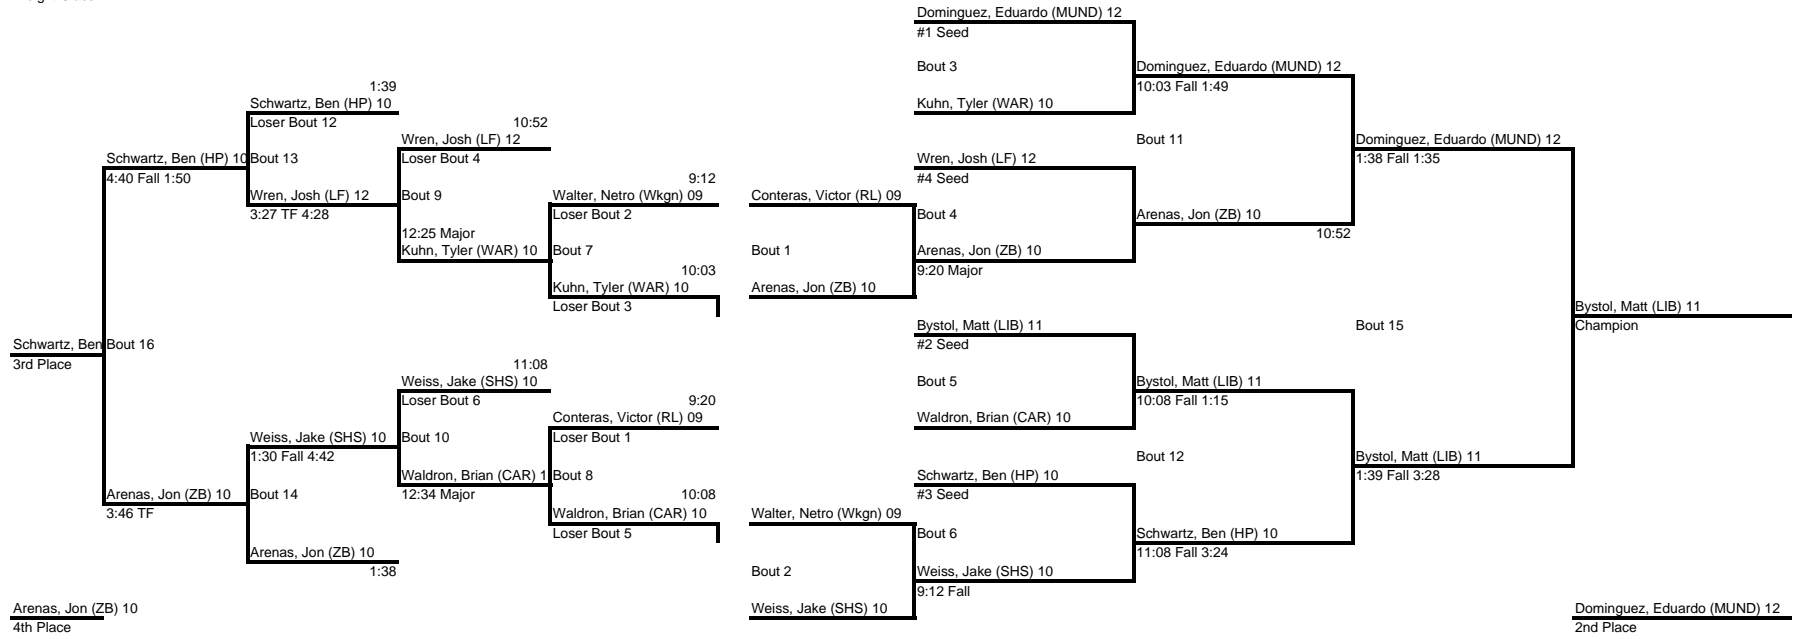 Dominguez, Eduardo (MUND) 12
#1 Seed
Bout 3
Dominguez, Eduardo (MUND) 12
10:03 Fall 1:49
1:39
Schwartz, Ben (HP) 10
Kuhn, Tyler (WAR) 10
Loser Bout 12
10:52
Wren, Josh (LF) 12
Bout 11
Dominguez, Eduardo (MUND) 12
Schwartz, Ben (HP) 10
Bout 13
Loser Bout 4
Wren, Josh (LF) 12
1:38 Fall 1:35
4:40 Fall 1:50
9:12
#4 Seed
Wren, Josh (LF) 12
Bout 9
Walter, Netro (Wkgn) 09
Conteras, Victor (RL) 09
3:27 TF 4:28
Loser Bout 2
Bout 4
Arenas, Jon (ZB) 10
12:25 Major
10:52
Kuhn, Tyler (WAR) 10
Bout 7
Bout 1
Arenas, Jon (ZB) 10
10:03
9:20 Major
Kuhn, Tyler (WAR) 10
Arenas, Jon (ZB) 10
Loser Bout 3
Bystol, Matt (LIB) 11
Bystol, Matt (LIB) 11
Bout 15
Champion
Schwartz, Ben
Bout 16
#2 Seed
3rd Place
11:08
Weiss, Jake (SHS) 10
Bout 5
Bystol, Matt (LIB) 11
Loser Bout 6
9:20
10:08 Fall 1:15
Conteras, Victor (RL) 09
Waldron, Brian (CAR) 10
Weiss, Jake (SHS) 10
Bout 10
Loser Bout 1
1:30 Fall 4:42
Bout 12
Bystol, Matt (LIB) 11
Waldron, Brian (CAR) 1
Bout 8
Schwartz, Ben (HP) 10
1:39 Fall 3:28
Arenas, Jon (ZB) 10
Bout 14
12:34 Major
10:08
#3 Seed
3:46 TF
Waldron, Brian (CAR) 10
Walter, Netro (Wkgn) 09
Loser Bout 5
Bout 6
Schwartz, Ben (HP) 10
Arenas, Jon (ZB) 10
11:08 Fall 3:24
1:38
Bout 2
Weiss, Jake (SHS) 10
9:12 Fall
Arenas, Jon (ZB) 10
Weiss, Jake (SHS) 10
Dominguez, Eduardo (MUND) 12
4th Place
2nd Place